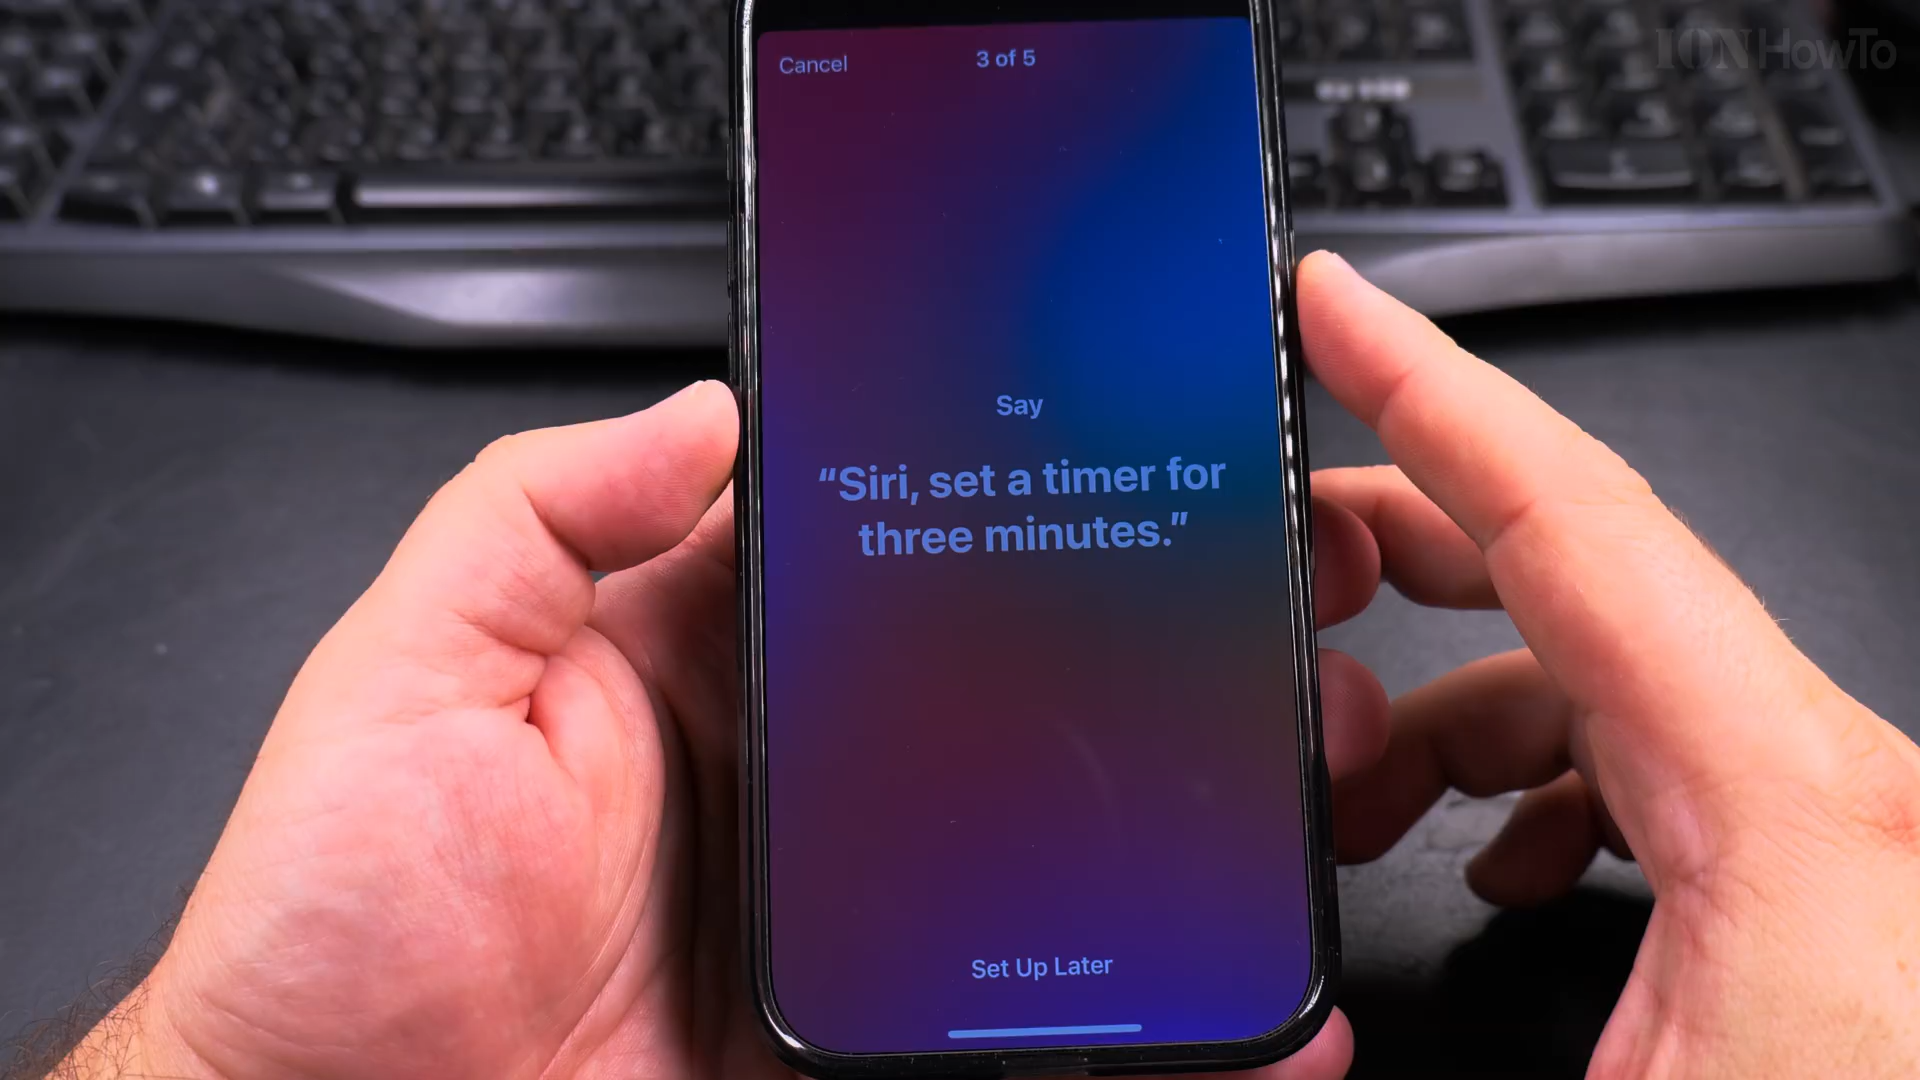 IONHowTo
Cancel
3 of 5
Say
“Siri, set a timer for
three minutes.”
Set Up Later